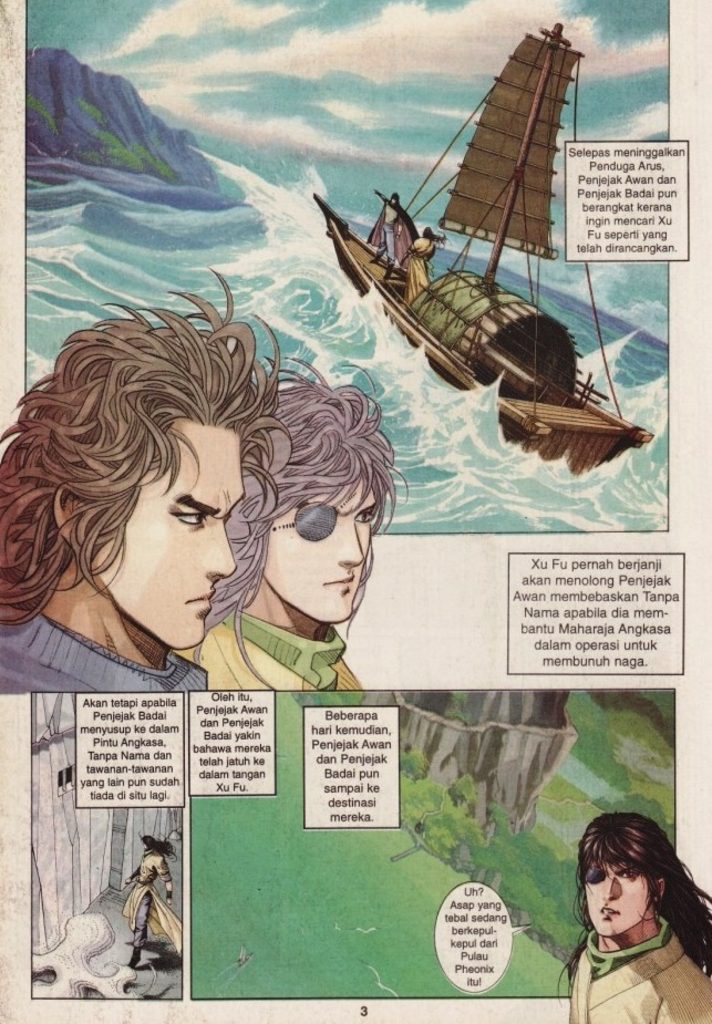 Selepas meninggalkan
Penduga Arus,
Penjejak Awan dan
Penjejak Badai pun
berangkat kerana
ingin mencari Xu
Fu seperti yang
telah dirancangkan.
Xu Fu pernah berjanji
akan menolong Penjejak
Awan membebaskan Tanpa
Nama apabila dia mem-
bantu Maharaja Angkasa
dalam operasi untuk
membunuh naga.
Akan tetapi apabila
Penjejak Badai
menyusup ke dalam
Pintu Angkasa,
Tanpa Nama dan
tawanan-tawanan
yang lain pun sudah
tiada di situ lagi.
Oleh itu,
Penjejak Awan
dan Penjejak
Badai yakin
bahawa mereka
telah jatuh ke
dalam tangan
Xu Fu.
Beberapa
hari kemudian,
Penjejak Awan
dan Penjejak
Badai pun
sampai ke
destinasi
mereka.
Uh?
Asap yang
tebal sedang
berkepul-
kepul dari
Pulau
Pheonix
itu!
3